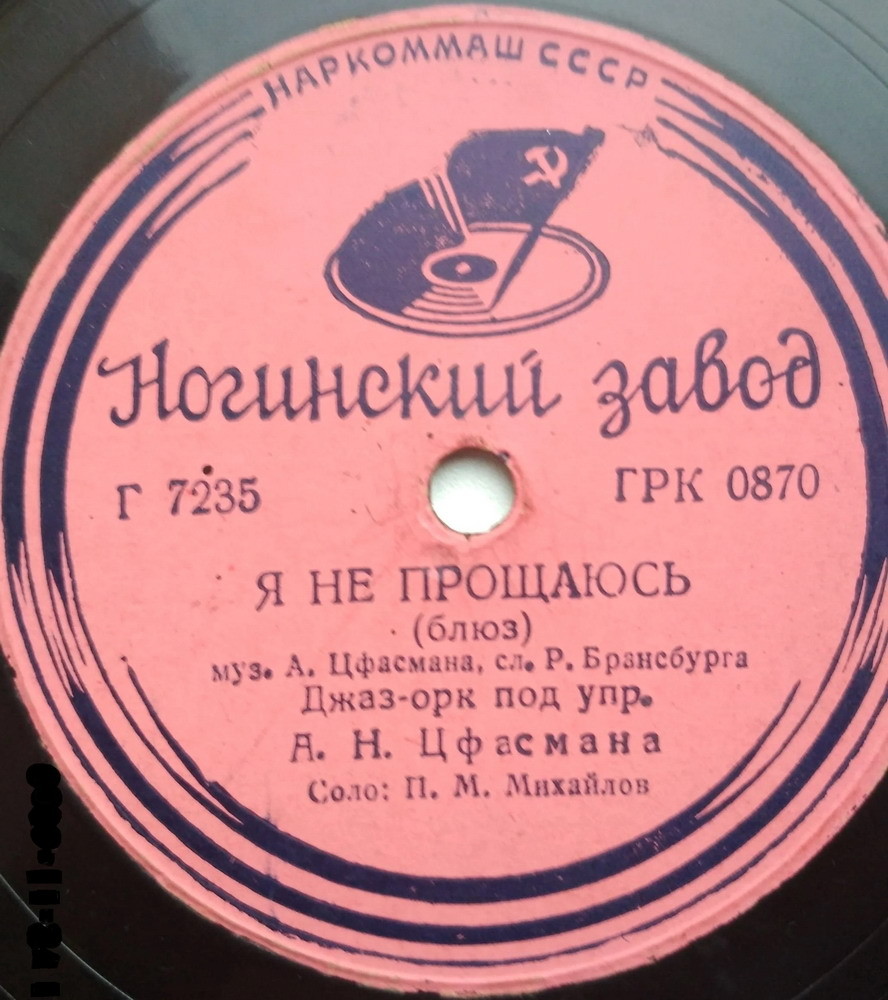 НАРКОММАШ СССР
Ногинский завод
Г 7235
ГРК 0870
Я НЕ ПРОЩАЮСЬ
(блюз)
муз. А. Цфасмана, сл. Р. Брансбурга
Джаз-орк под упр.
А. Н. Цфасмана
Соло: П. М. Михайлов